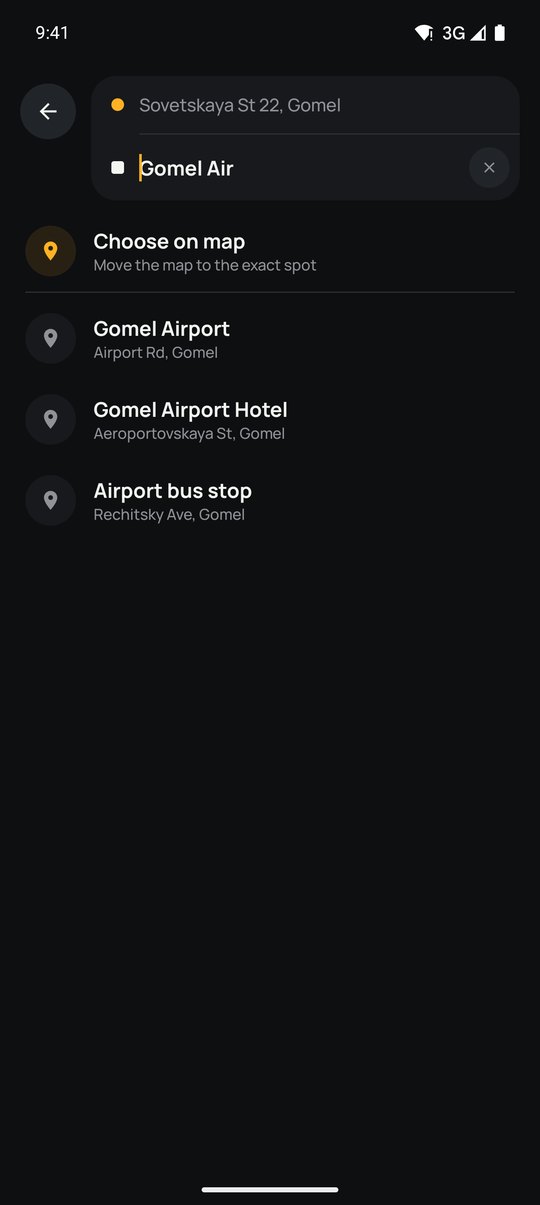 9:41
3G
Sovetskaya St 22, Gomel
Gomel Air
Choose on map
Move the map to the exact spot
Gomel Airport
Airport Rd, Gomel
Gomel Airport Hotel
Aeroportovskaya St, Gomel
Airport bus stop
Rechitsky Ave, Gomel